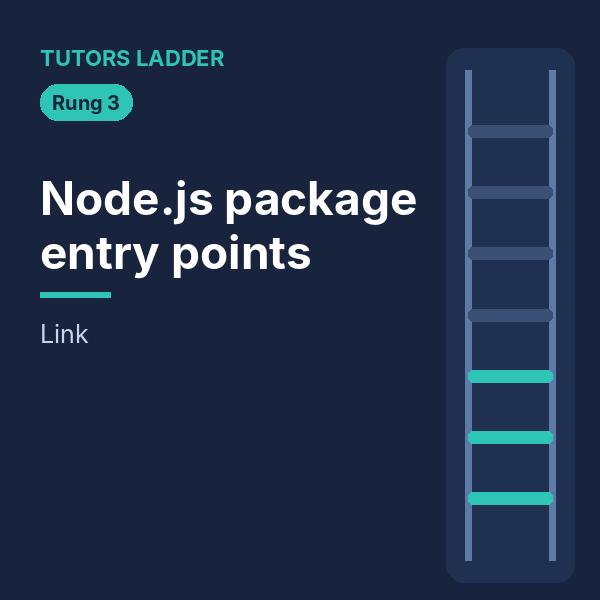 TUTORS LADDER
Rung 3
Node.js package
entry points
Link